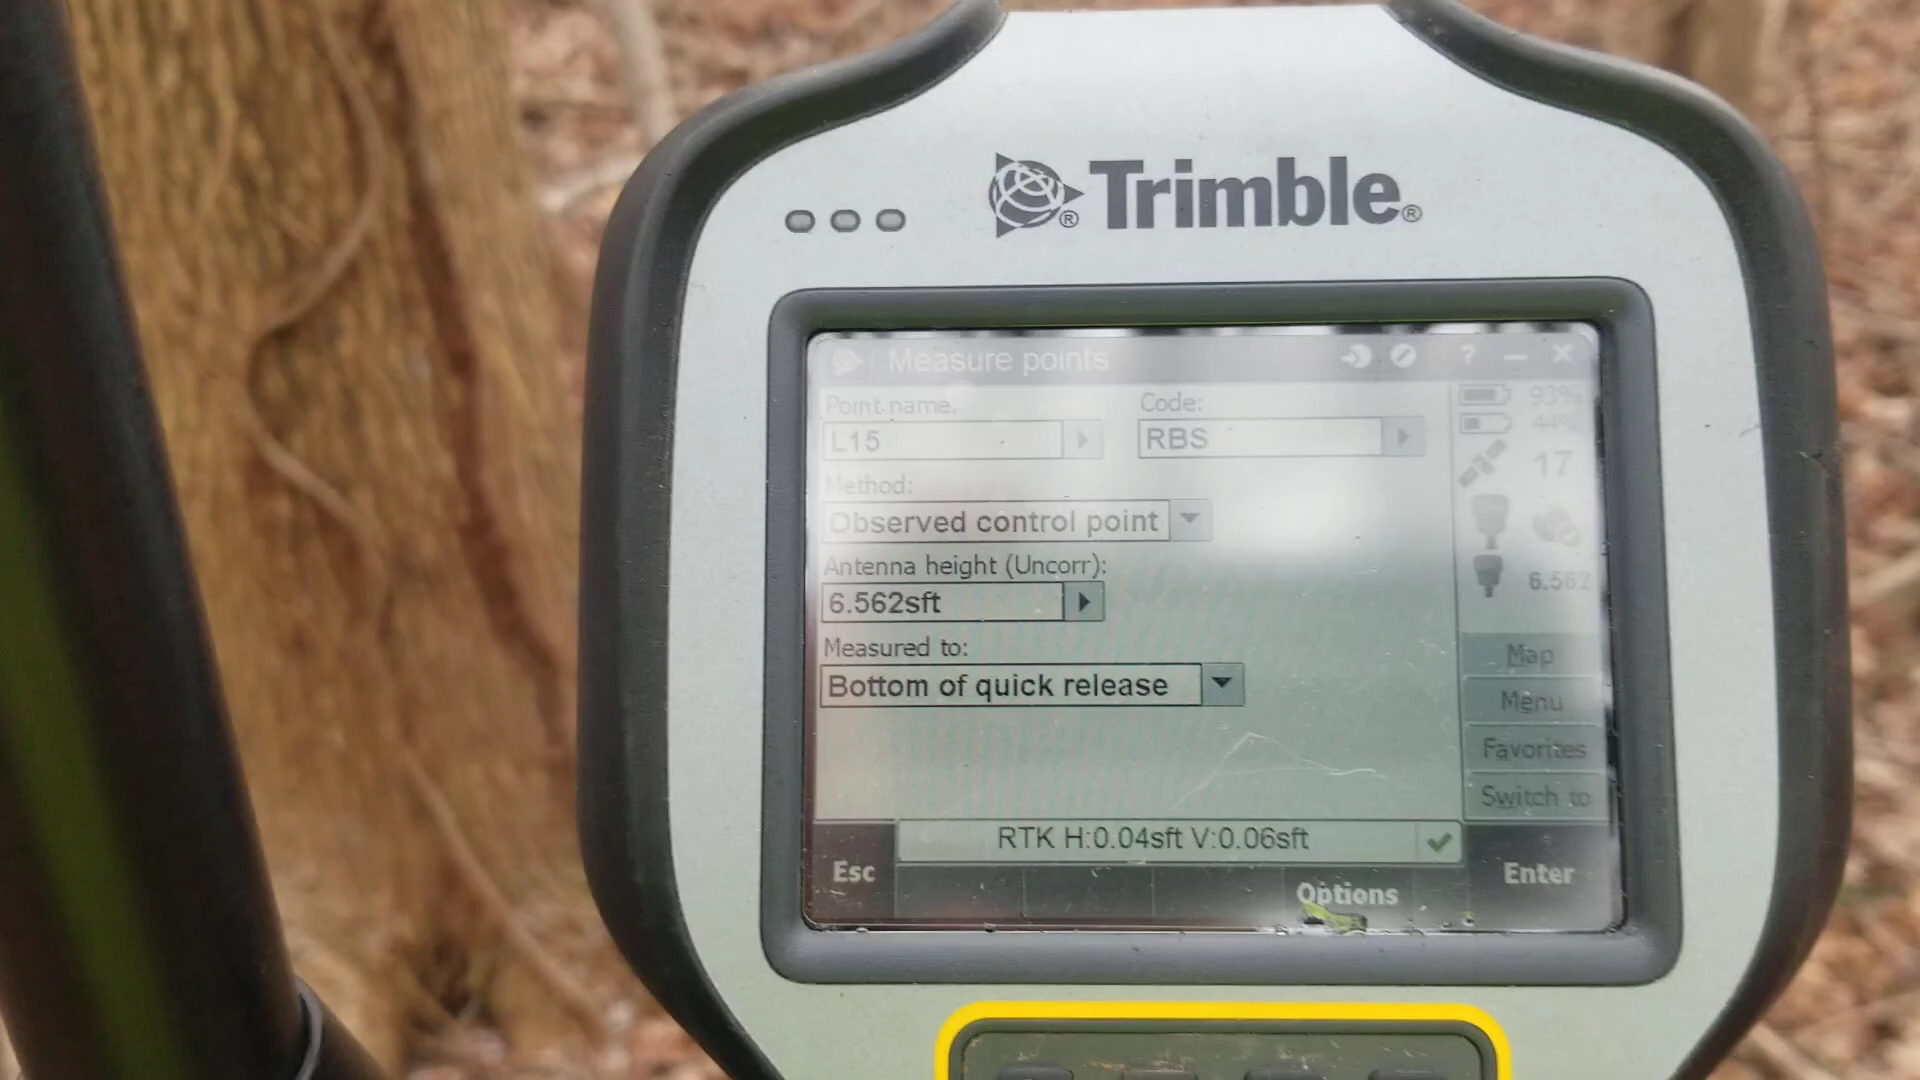 Trimble
Measure points ? – ×
Point name: Code: 93%
L15 RBS 44%
17
Method:
Observed control point
Antenna height (Uncorr):
6.562sft 6.562
Measured to:
Bottom of quick release
Map
Menu
Favorites
Switch to
RTK H:0.04sft V:0.06sft
Esc Options Enter